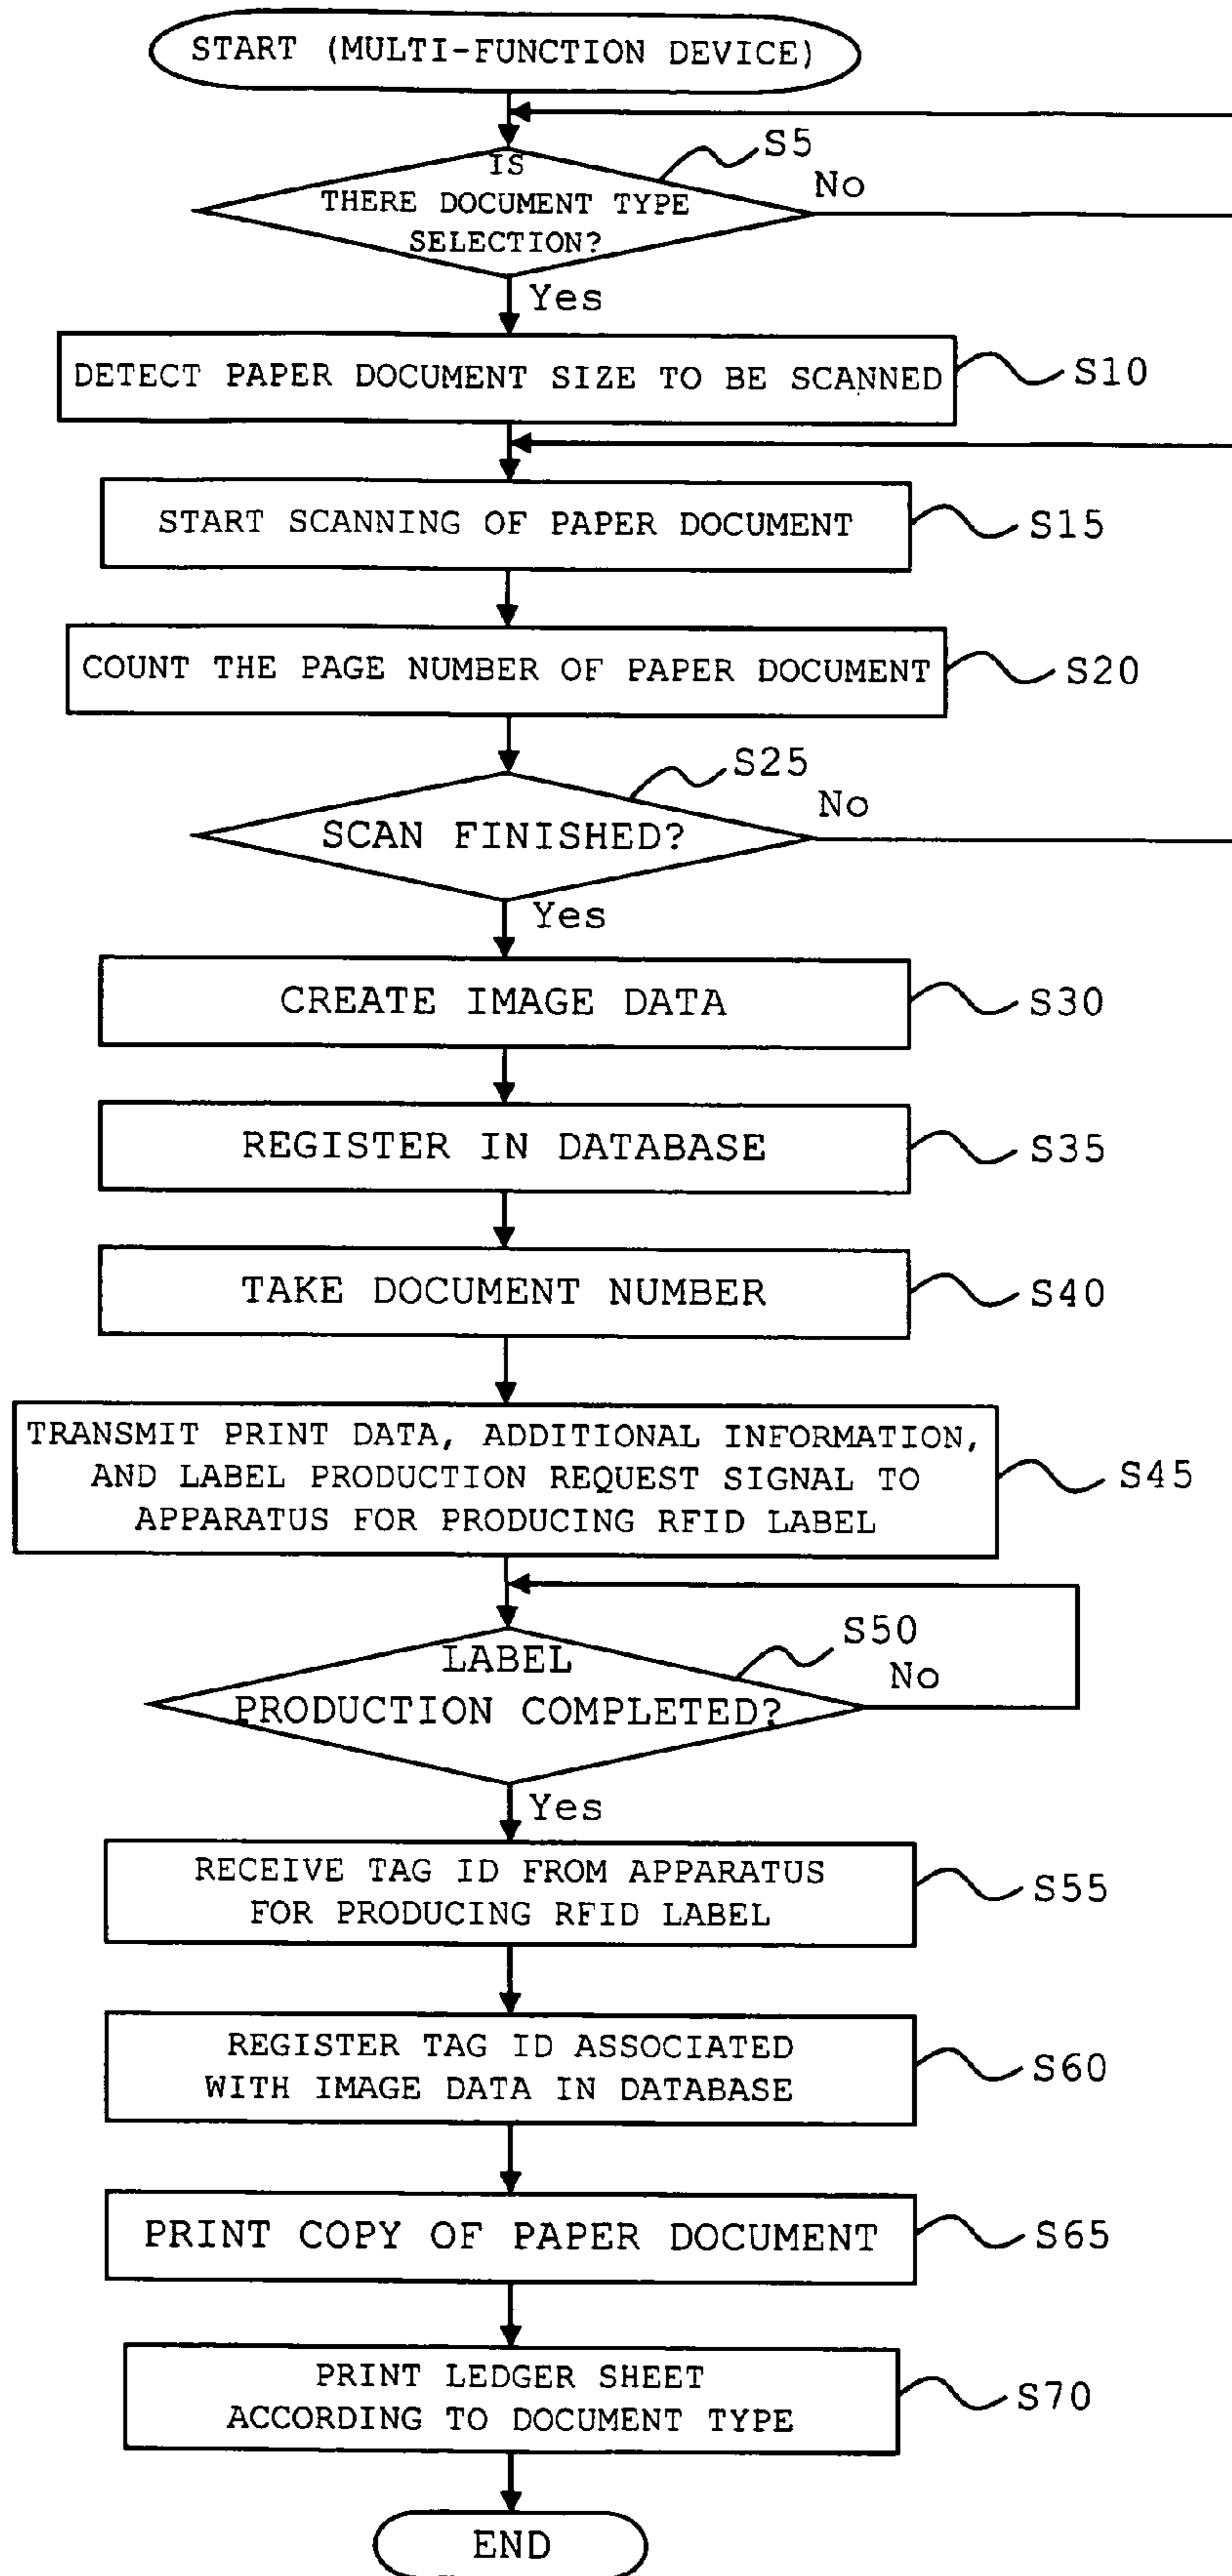 START (MULTI-FUNCTION DEVICE)
S5
IS
THERE DOCUMENT TYPE
SELECTION?
No
Yes
DETECT PAPER DOCUMENT SIZE TO BE SCANNED
S10
START SCANNING OF PAPER DOCUMENT
S15
COUNT THE PAGE NUMBER OF PAPER DOCUMENT
S20
S25
No
SCAN FINISHED?
Yes
CREATE IMAGE DATA
S30
REGISTER IN DATABASE
S35
TAKE DOCUMENT NUMBER
S40
TRANSMIT PRINT DATA, ADDITIONAL INFORMATION,
AND LABEL PRODUCTION REQUEST SIGNAL TO
APPARATUS FOR PRODUCING RFID LABEL
S45
S50
No
LABEL
PRODUCTION COMPLETED?
Yes
RECEIVE TAG ID FROM APPARATUS
FOR PRODUCING RFID LABEL
S55
REGISTER TAG ID ASSOCIATED
WITH IMAGE DATA IN DATABASE
S60
PRINT COPY OF PAPER DOCUMENT
S65
PRINT LEDGER SHEET
ACCORDING TO DOCUMENT TYPE
S70
END